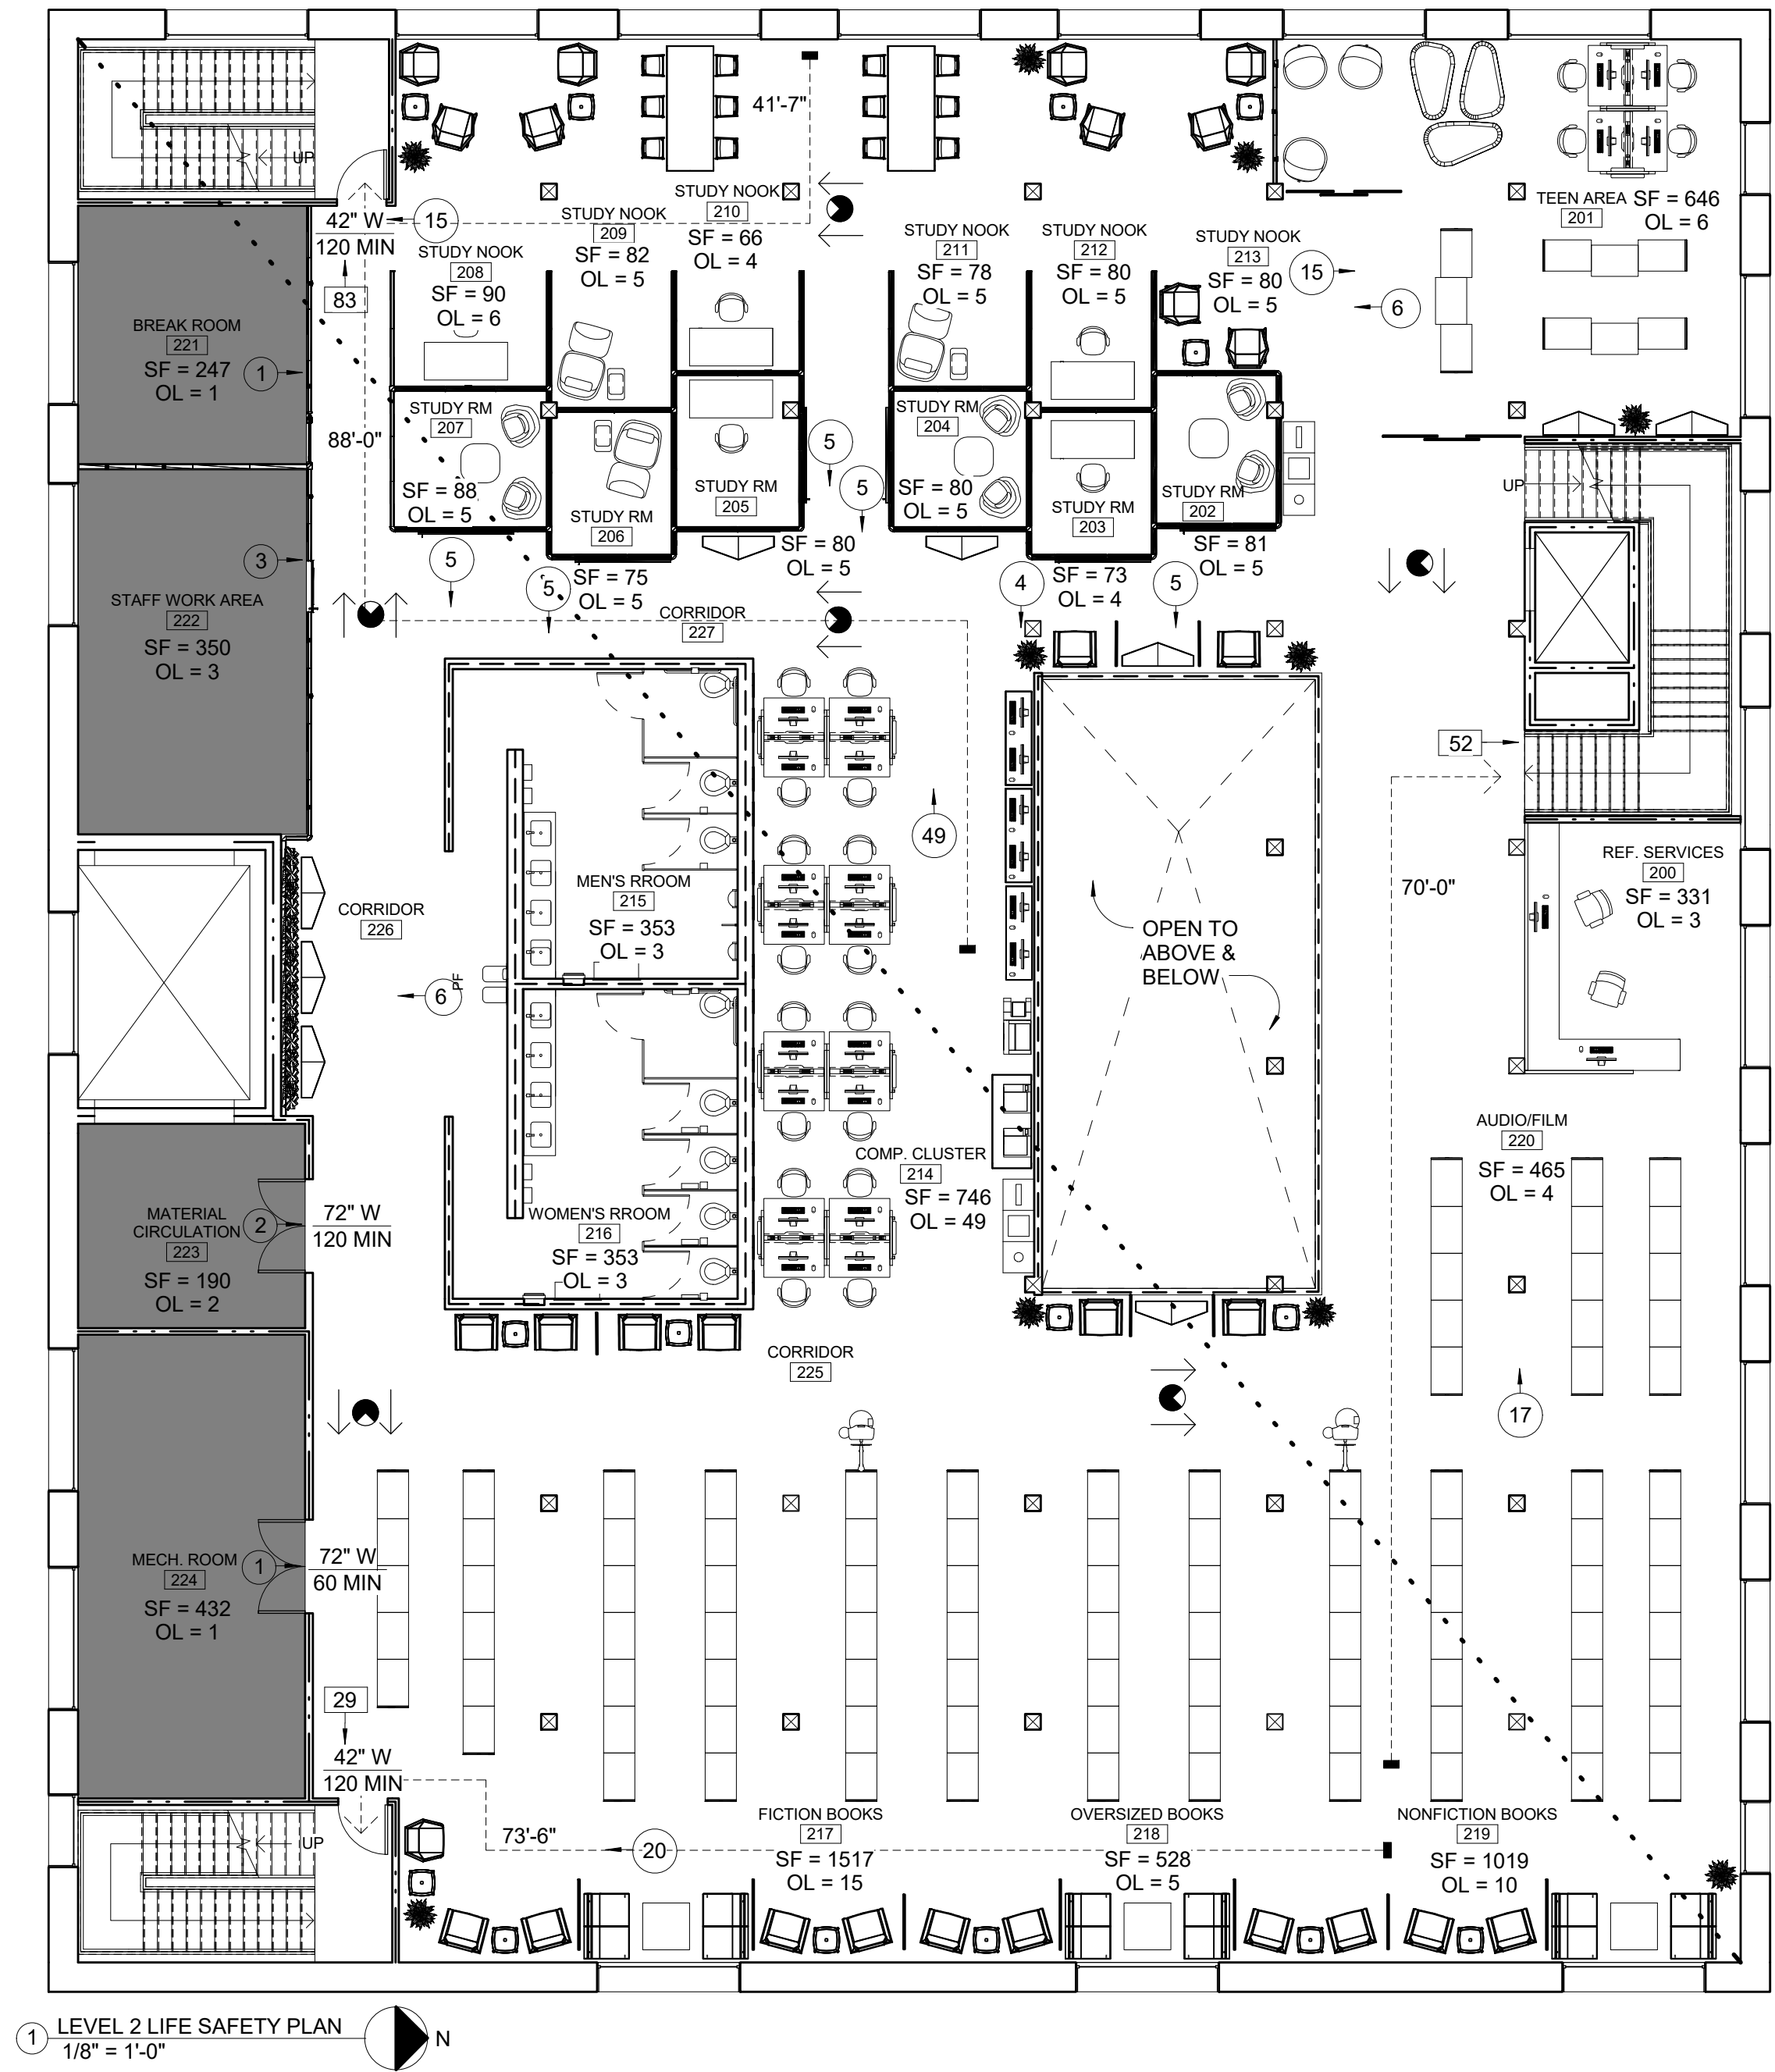 41'-7"
UP
42" W
120 MIN
15
83
STUDY NOOK
208
SF = 90
OL = 6
STUDY NOOK
209
SF = 82
OL = 5
STUDY NOOK
210
SF = 66
OL = 4
STUDY NOOK
211
SF = 78
OL = 5
STUDY NOOK
212
SF = 80
OL = 5
STUDY NOOK
213
SF = 80
OL = 5
15
6
TEEN AREA
201
SF = 646
OL = 6
BREAK ROOM
221
SF = 247
OL = 1
1
88'-0"
STUDY RM
207
SF = 88
OL = 5
STUDY RM
206
SF = 75
OL = 5
STUDY RM
205
SF = 80
OL = 5
STUDY RM
204
SF = 80
OL = 5
STUDY RM
203
SF = 73
OL = 4
STUDY RM
202
SF = 81
OL = 5
5
5
5
5
4
5
UP
STAFF WORK AREA
222
SF = 350
OL = 3
3
CORRIDOR
227
52
49
MEN'S RROOM
215
SF = 353
OL = 3
CORRIDOR
226
6
PF
OPEN TO
ABOVE &
BELOW
70'-0"
REF. SERVICES
200
SF = 331
OL = 3
AUDIO/FILM
220
SF = 465
OL = 4
COMP. CLUSTER
214
SF = 746
OL = 49
MATERIAL
CIRCULATION
223
SF = 190
OL = 2
2
72" W
120 MIN
WOMEN'S RROOM
216
SF = 353
OL = 3
CORRIDOR
225
17
MECH. ROOM
224
SF = 432
OL = 1
1
72" W
60 MIN
29
42" W
120 MIN
UP
73'-6"
20
FICTION BOOKS
217
SF = 1517
OL = 15
OVERSIZED BOOKS
218
SF = 528
OL = 5
NONFICTION BOOKS
219
SF = 1019
OL = 10
1
LEVEL 2 LIFE SAFETY PLAN
1/8" = 1'-0"
N